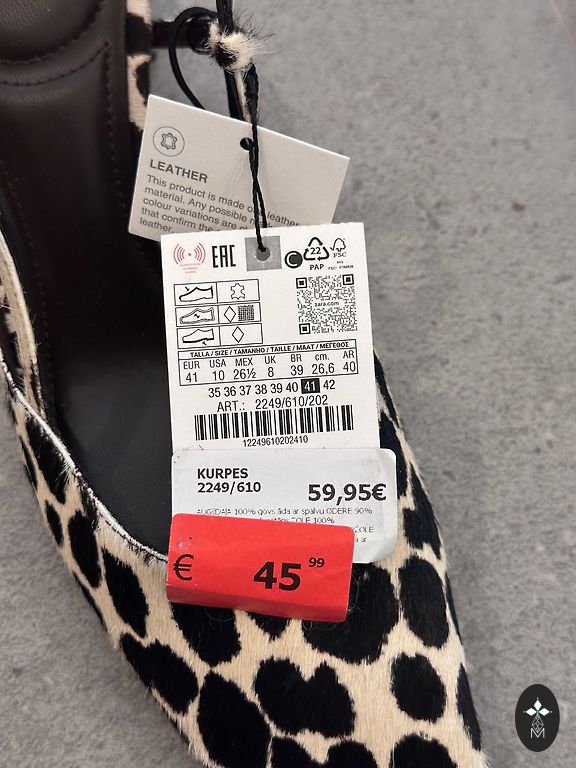 LEATHER
This product is made of leather
material. Any possible
colour variations are
that confirm the
leather.
EAC
C
22
PAP
FSC
zara.com
TALLA / SIZE / TAMANHO / TAILLE / MAAT / ΜΕΓΕΘΟΣ
EUR USA MEX UK BR cm. AR
41 10 26½ 8 39 26,6 40
35 36 37 38 39 40 41 42
ART.: 2249/610/202
12249610202410
KURPES
2249/610
59,95€
AUGŠDAĻA 100% govs āda ar spalvu ODERE 90%
ZOLE 100%
€ 45 99
M